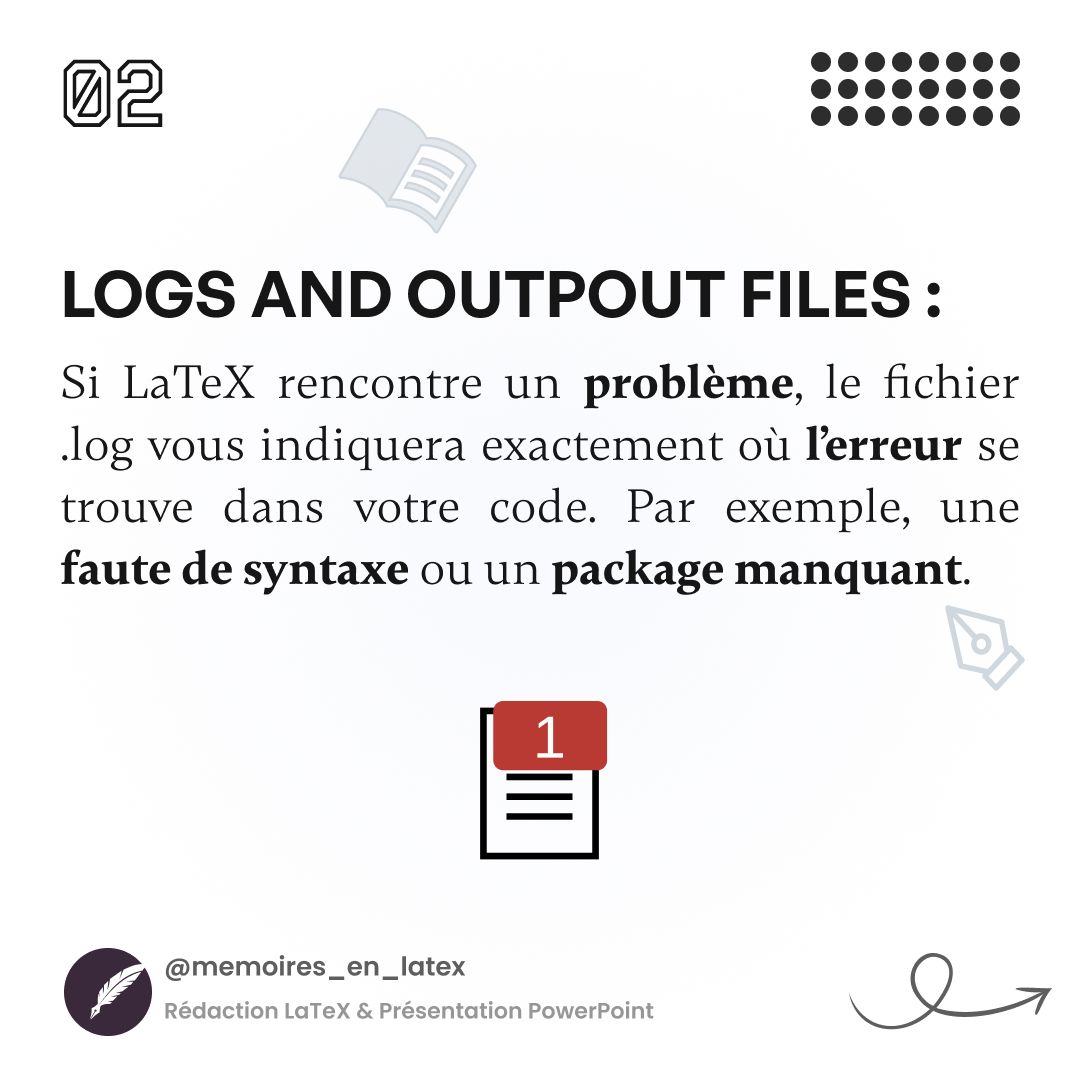 02
LOGS AND OUTPOUT FILES :
Si LaTeX rencontre un problème, le fichier
.log vous indiquera exactement où l’erreur se
trouve dans votre code. Par exemple, une
faute de syntaxe ou un package manquant.
1
@memoires_en_latex
Rédaction LaTeX & Présentation PowerPoint